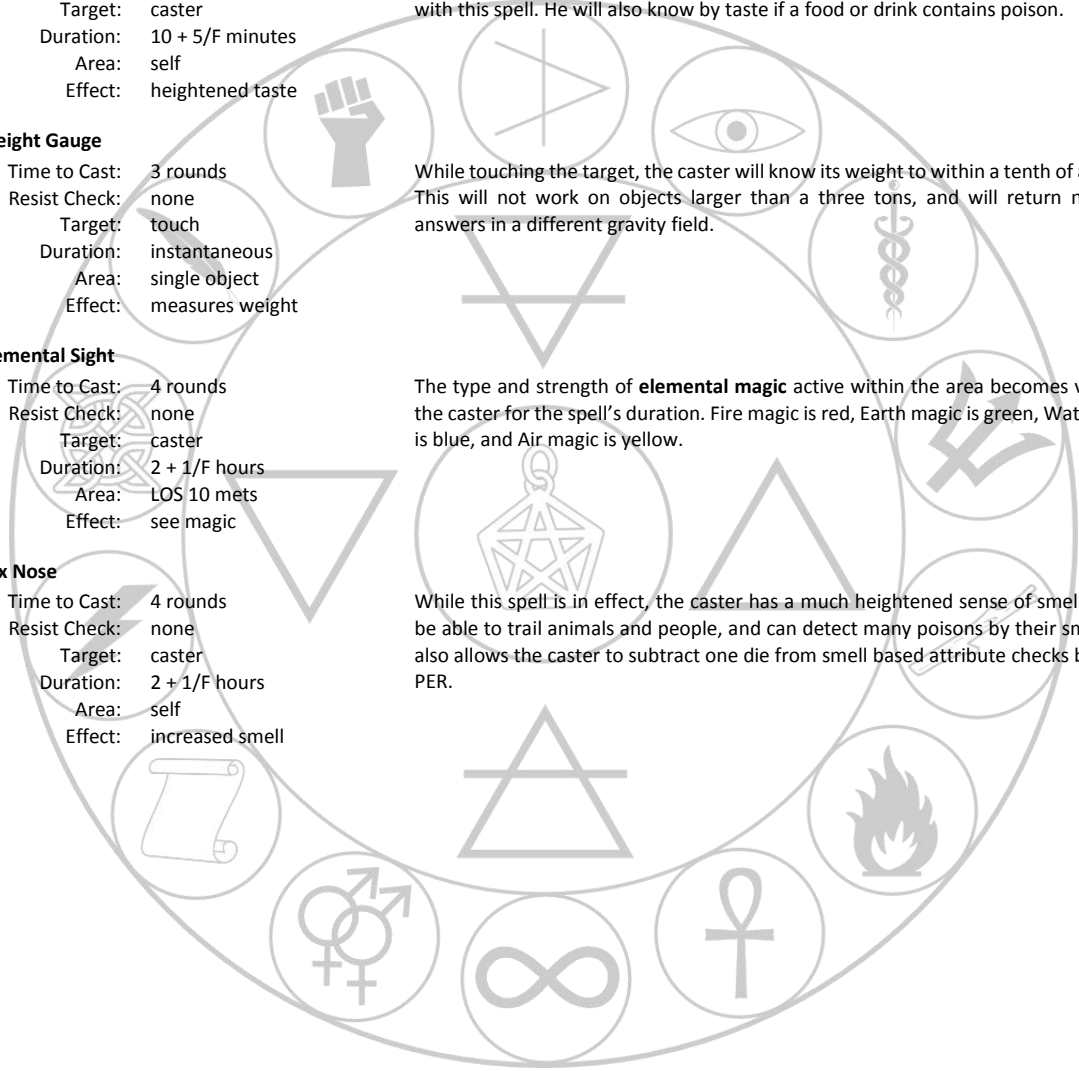 Target: caster
with this spell. He will also know by taste if a food or drink contains poison.
Duration: 10 + 5/F minutes
Area: self
Effect: heightened taste
eight Gauge
Time to Cast: 3 rounds
While touching the target, the caster will know its weight to within a tenth of
Resist Check: none
This will not work on objects larger than a three tons, and will return
Target: touch
answers in a different gravity field.
Duration: instantaneous
Area: single object
Effect: measures weight
emental Sight
Time to Cast: 4 rounds
The type and strength of elemental magic active within the area becomes
Resist Check: none
the caster for the spell’s duration. Fire magic is red, Earth magic is green,
Target: caster
is blue, and Air magic is yellow.
Duration: 2 + 1/F hours
Area: LOS 10 mets
Effect: see magic
x Nose
Time to Cast: 4 rounds
While this spell is in effect, the caster has a much heightened sense of smel
Resist Check: none
be able to trail animals and people, and can detect many poisons by their
Target: caster
also allows the caster to subtract one die from smell based attribute checks
Duration: 2 + 1/F hours
PER.
Area: self
Effect: increased smell